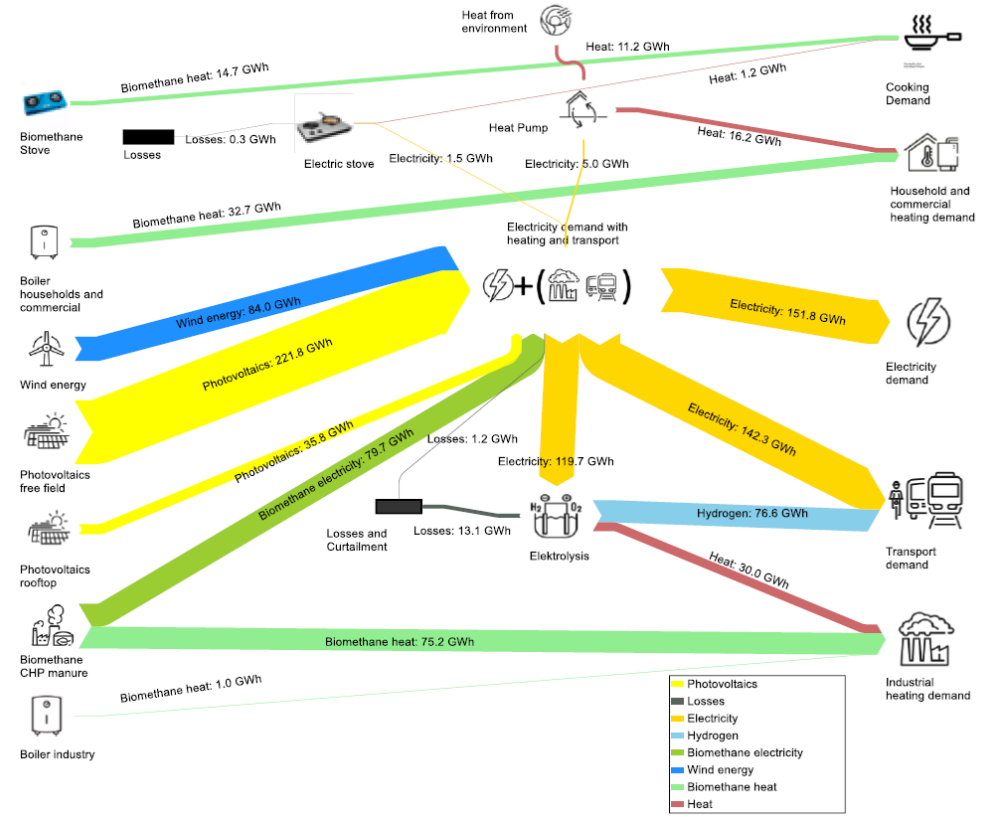 Heat from
environment
Heat: 11.2 GWh
Biomethane heat: 14.7 GWh
Heat: 1.2 GWh
Cooking
Demand
Biomethane
Stove
Losses
Losses: 0.3 GWh
Electric stove
Heat Pump
Heat: 16.2 GWh
Electricity: 1.5 GWh
Electricity: 5.0 GWh
Household and
commercial
heating demand
Biomethane heat: 32.7 GWh
Electricity demand with
heating and transport
Boiler
households and
commercial
+ ( )
Wind energy: 84.0 GWh
Electricity: 151.8 GWh
Wind energy
Photovoltaics: 221.8 GWh
Electricity
demand
Photovoltaics
free field
Photovoltaics: 35.8 GWh
Biomethane electricity: 79.7 GWh
Losses: 1.2 GWh
Electricity: 119.7 GWh
Electricity: 142.3 GWh
Photovoltaics
rooftop
Losses and
Curtailment
Losses: 13.1 GWh
H2 O2
Elektrolysis
Hydrogen: 76.6 GWh
Transport
demand
Heat: 30.0 GWh
Biomethane
CHP manure
Biomethane heat: 75.2 GWh
Biomethane heat: 1.0 GWh
Industrial
heating demand
Boiler industry
Photovoltaics
Losses
Electricity
Hydrogen
Biomethane electricity
Wind energy
Biomethane heat
Heat